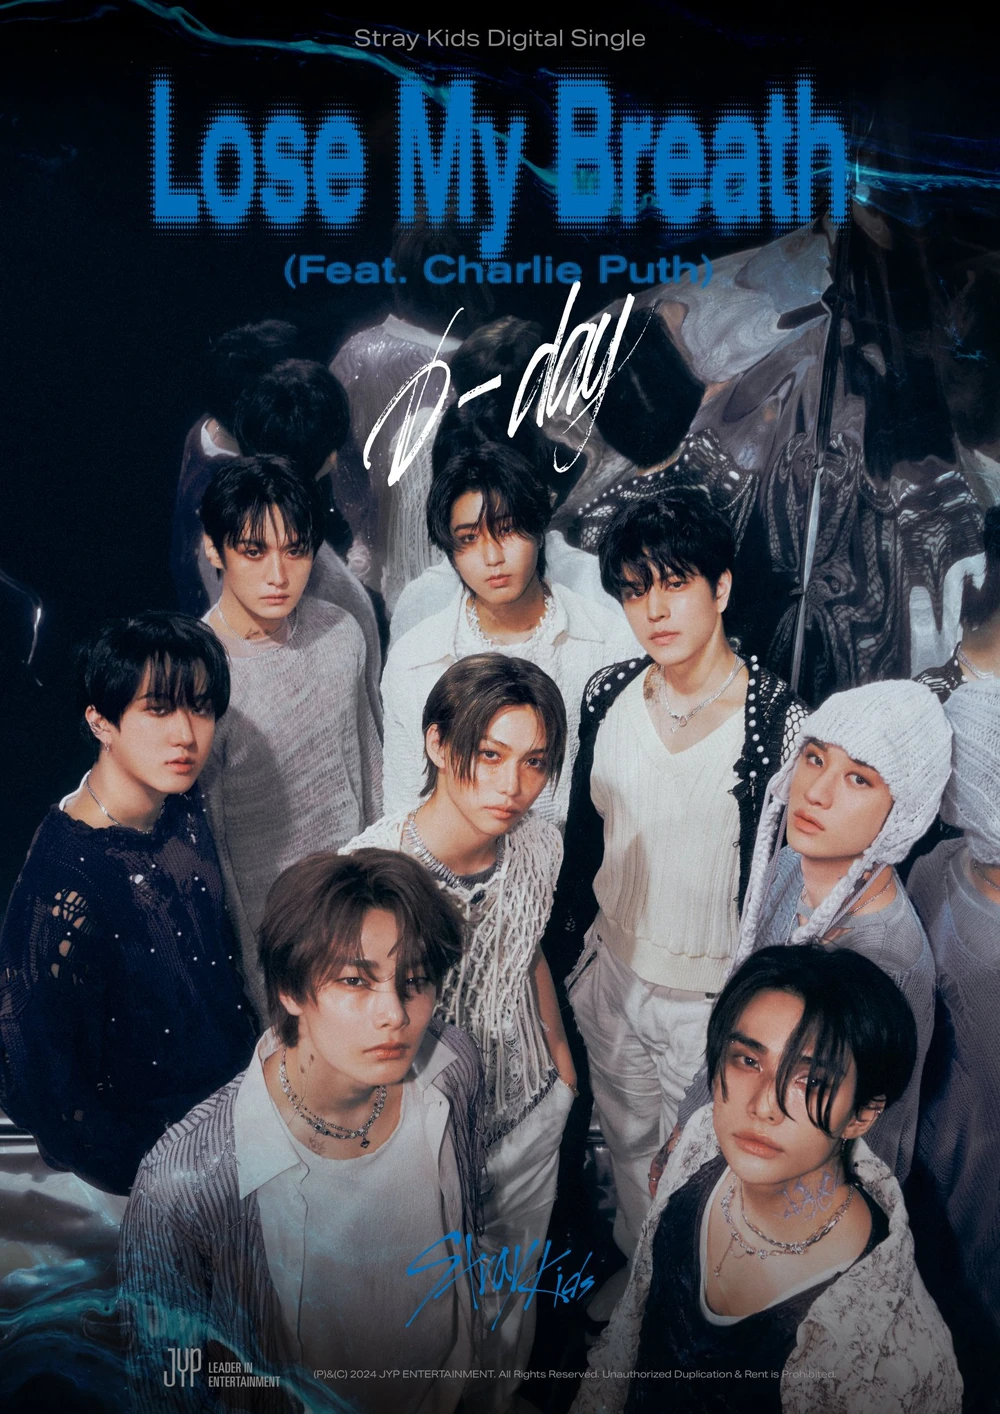 Stray Kids Digital Single
Lose My Breath
(Feat. Charlie Puth)
D-day
Stray Kids
JYP
LEADER IN
ENTERTAINMENT
(P)&(C) 2024 JYP ENTERTAINMENT. All Rights Reserved. Unauthorized Duplication & Rent is Prohibited.